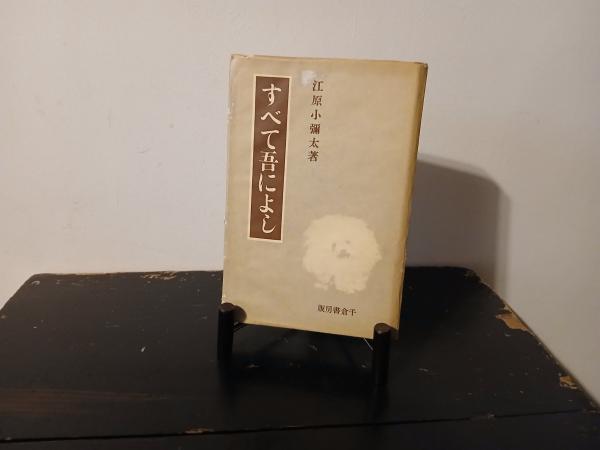 江原小彌太著
すべて吾によし
版房書倉千